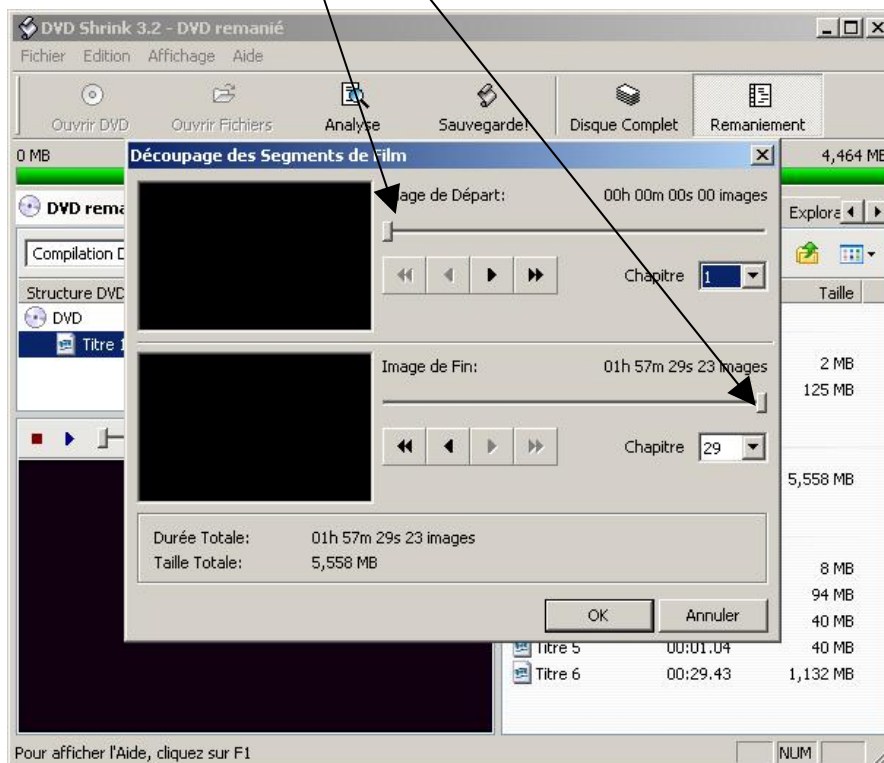 DVD Shrink 3.2 - DVD remanié
Fichier Edition Affichage Aide
Ouvrir DVD Ouvrir Fichiers Analyse Sauvegarde! Disque Complet Remaniement
0 MB
4,464 MB
Découpage des Segments de Film
DVD
Explora
Image de Départ: 00h 00m 00s 00 images
Compilation
Chapitre 1
Structure DVD
Taille
DVD
Titre 1
Image de Fin: 01h 57m 29s 23 images
2 MB
125 MB
Chapitre 29
5,558 MB
Durée Totale: 01h 57m 29s 23 images
Taille Totale: 5,558 MB
8 MB
94 MB
OK Annuler
40 MB
Titre 5 00:01.04 40 MB
Titre 6 00:29.43 1,132 MB
Pour afficher l'Aide, cliquez sur F1
NUM